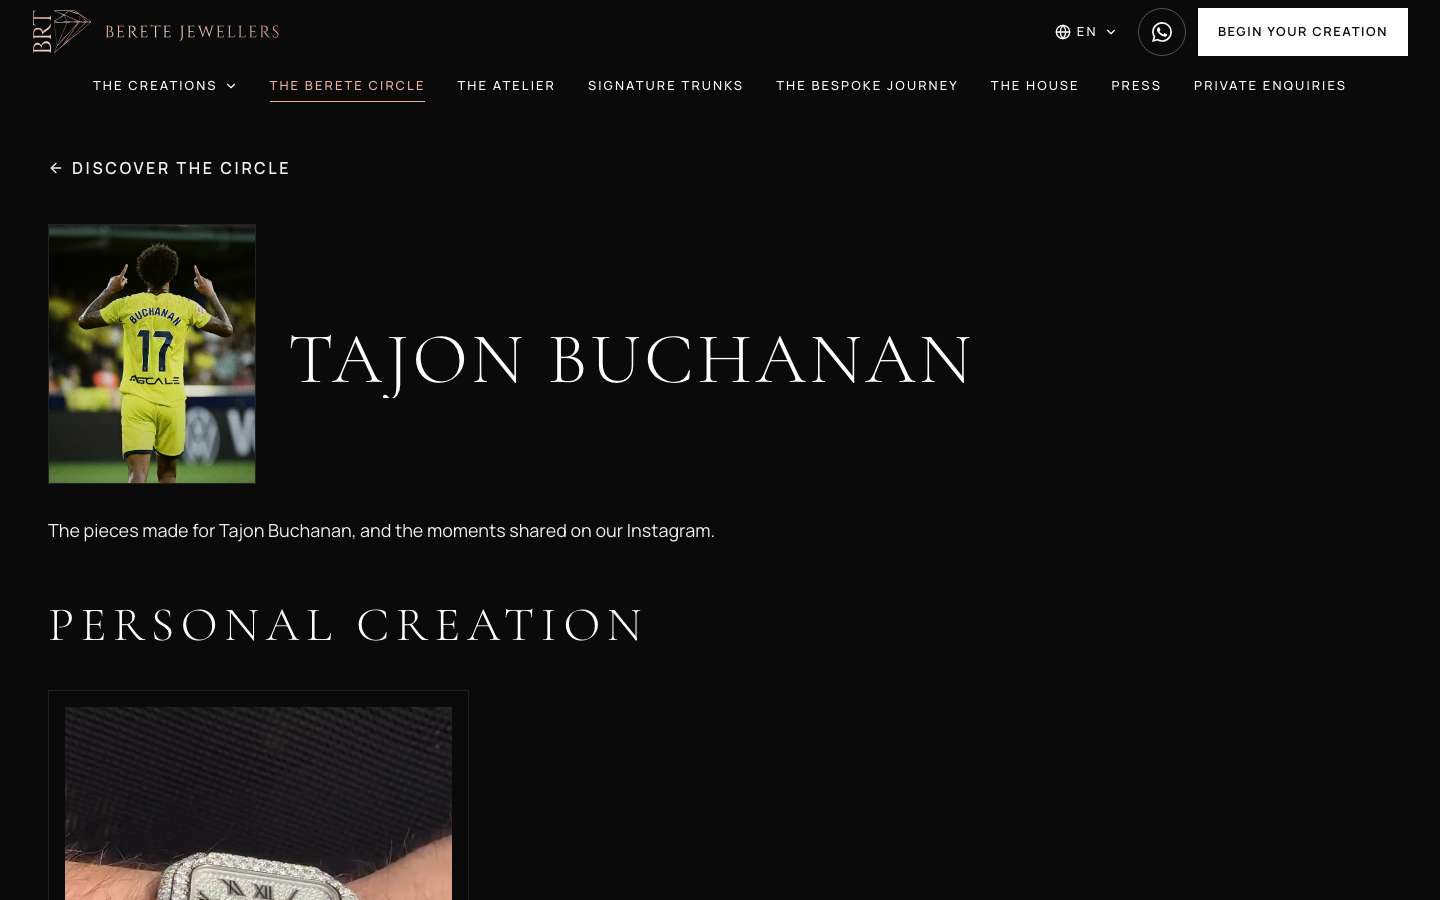 BRT
BERETE JEWELLERS
EN
BEGIN YOUR CREATION
THE CREATIONS
THE BERETE CIRCLE
THE ATELIER
SIGNATURE TRUNKS
THE BESPOKE JOURNEY
THE HOUSE
PRESS
PRIVATE ENQUIRIES
← DISCOVER THE CIRCLE
BUCHANAN
17
TAJON BUCHANAN
The pieces made for Tajon Buchanan, and the moments shared on our Instagram.
PERSONAL CREATION
XII